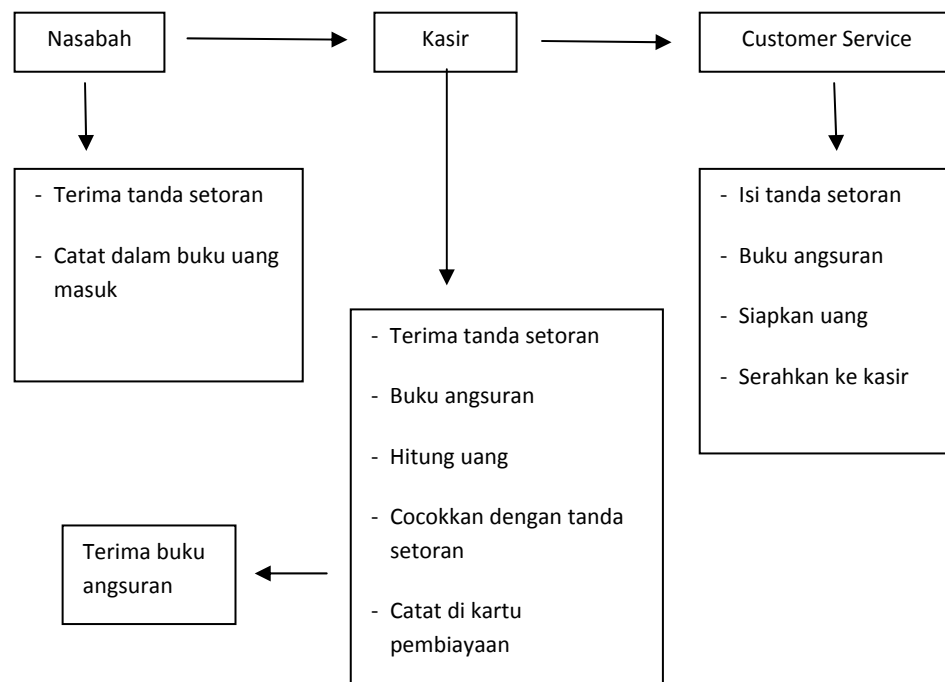 Nasabah
Kasir
Customer Service
- Terima tanda setoran
- Catat dalam buku uang
masuk
- Terima tanda setoran
- Buku angsuran
- Hitung uang
- Cocokkan dengan tanda
setoran
- Catat di kartu
pembiayaan
- Isi tanda setoran
- Buku angsuran
- Siapkan uang
- Serahkan ke kasir
Terima buku
angsuran